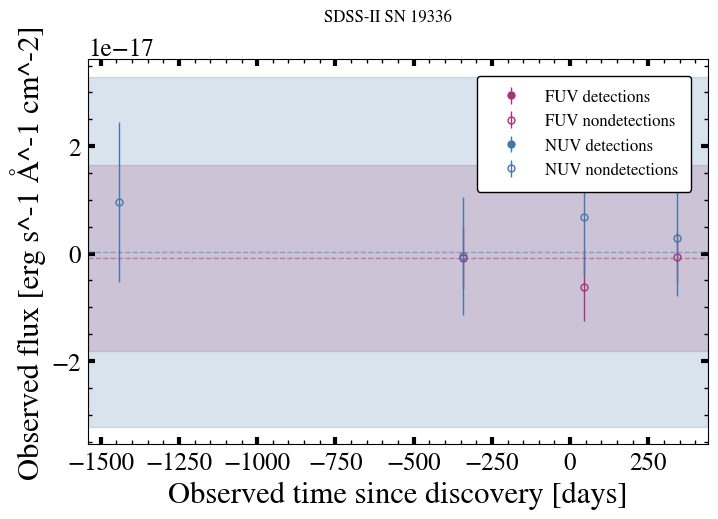 SDSS-II SN 19336
1e−17
FUV detections
FUV nondetections
NUV detections
NUV nondetections
2
0
−2
Observed flux [erg s^-1 Å^-1 cm^-2]
−1500 −1250 −1000 −750 −500 −250 0 250
Observed time since discovery [days]